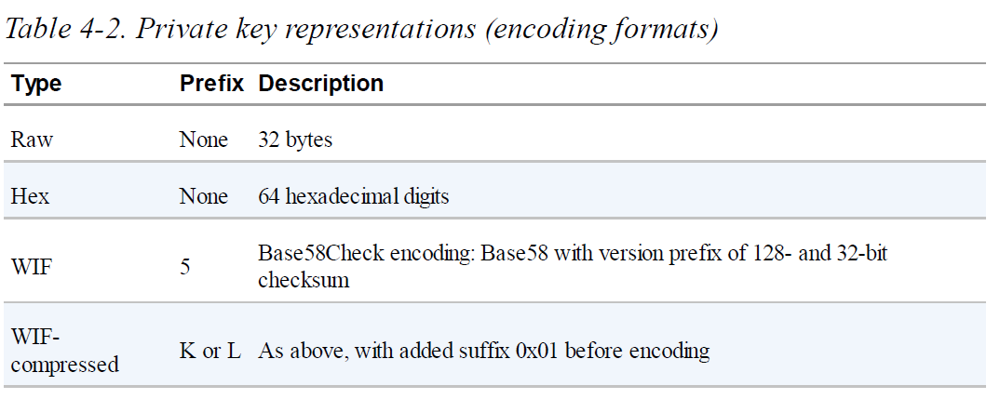 Table 4-2. Private key representations (encoding formats)
Type Prefix Description
Raw None 32 bytes
Hex None 64 hexadecimal digits
WIF 5 Base58Check encoding: Base58 with version prefix of 128- and 32-bit
checksum
WIF-
compressed K or L As above, with added suffix 0x01 before encoding